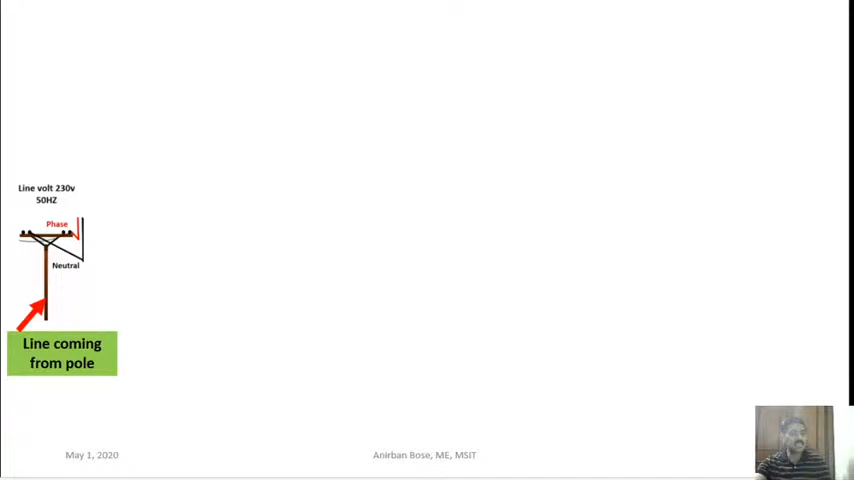 Line volt 230v
50HZ
Phase
Neutral
Line coming
from pole
May 1, 2020
Anirban Bose, ME, MSIT